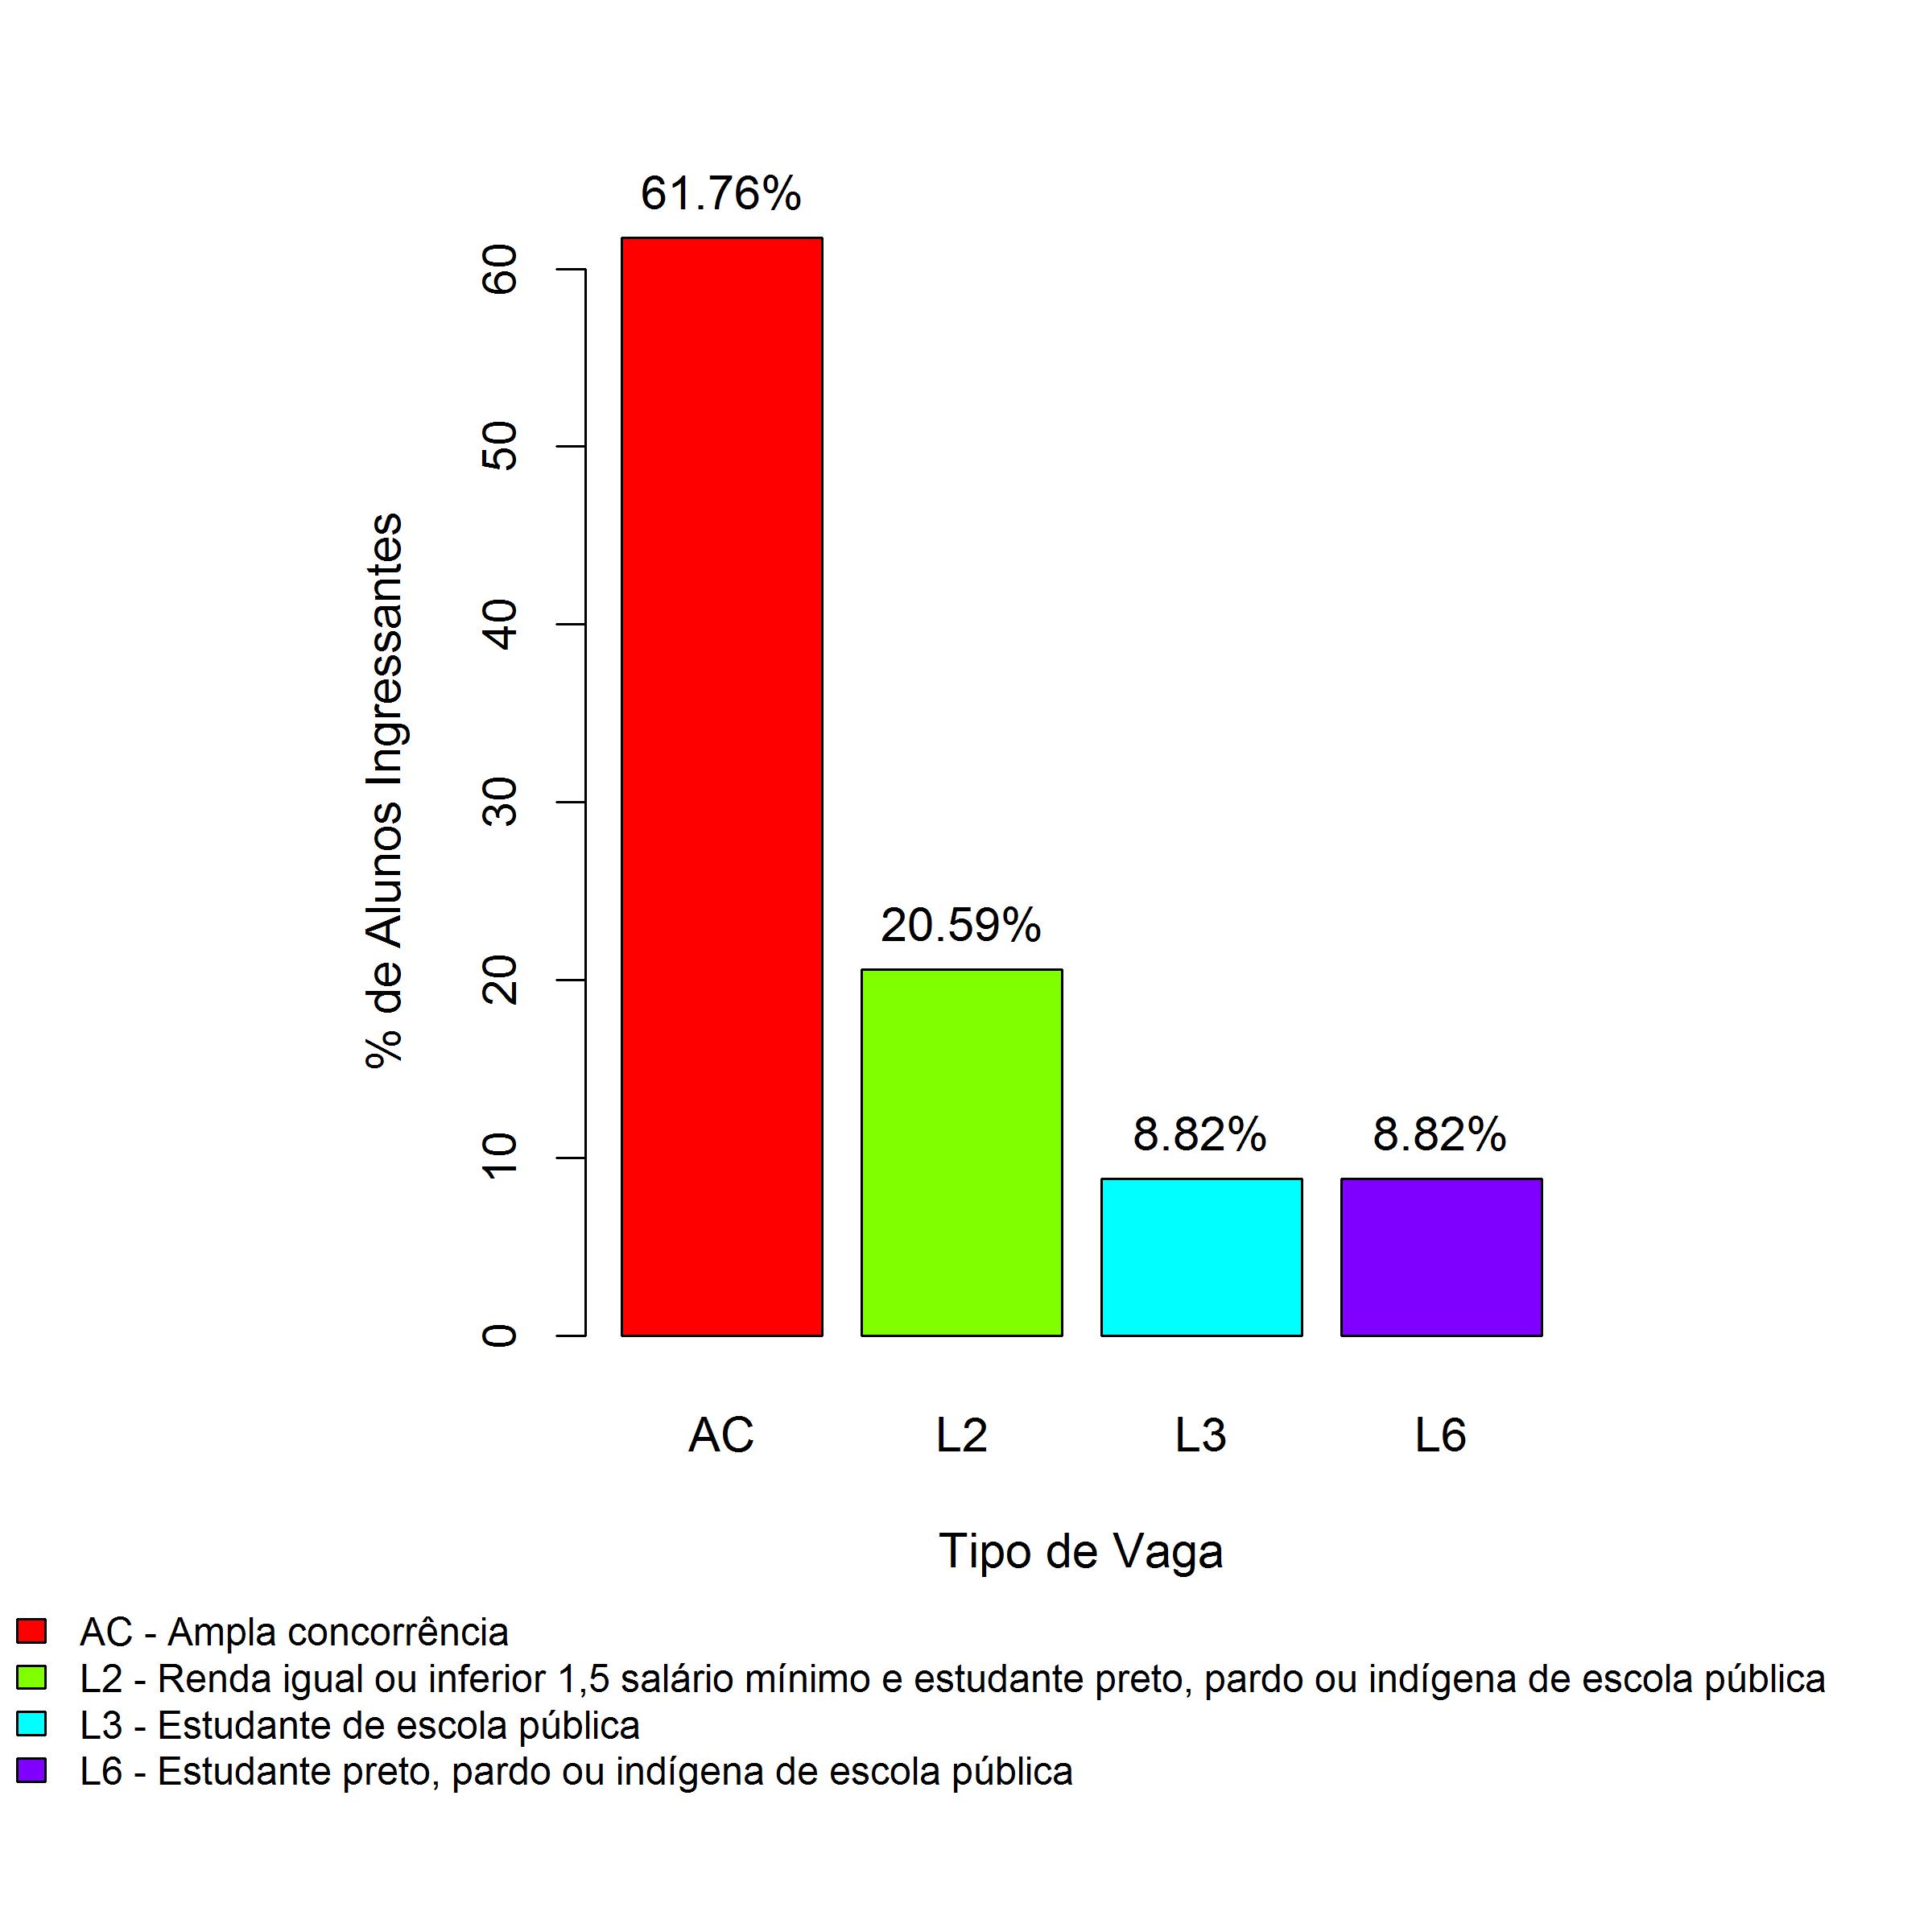 61.76%
20.59%
8.82%
8.82%
% de Alunos Ingressantes
60
50
40
30
20
10
0
AC
L2
L3
L6
Tipo de Vaga
AC - Ampla concorrência
L2 - Renda igual ou inferior 1,5 salário mínimo e estudante preto, pardo ou indígena de escola pública
L3 - Estudante de escola pública
L6 - Estudante preto, pardo ou indígena de escola pública